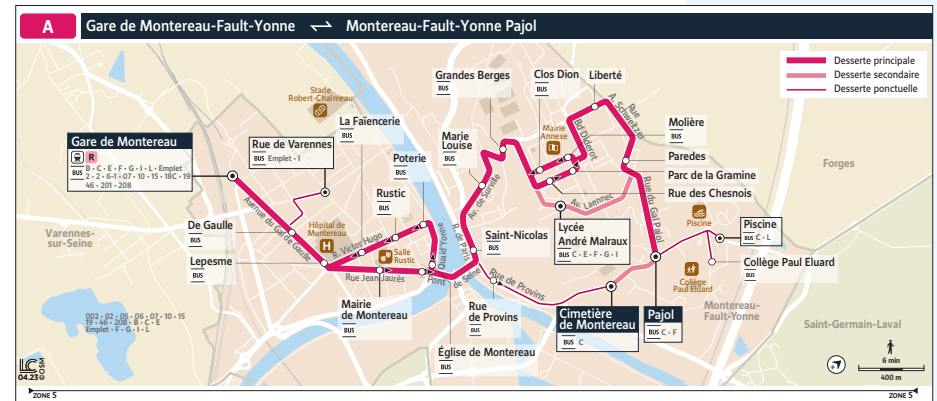 A
Gare de Montereau-Fault-Yonne
Montereau-Fault-Yonne Pajol
Desserte principale
Desserte secondaire
Desserte ponctuelle
Grandes Berges
BUS
Clos Dion
BUS
Liberté
BUS
Stade
Robert-Chalmeau
La Faïencerie
BUS
Rue
A. Schweitzer
Mairie
Annexe
Bd Diderot
Molière
BUS
Gare de Montereau
R
BUS B • C • E • F • G • I • L • Emplet
2 • 2 • 6-1 • 07 • 10 • 15 • 18C • 19
46 • 201 • 208
Rue de Varennes
BUS Emplet • I
Marie
Louise
BUS
Poterie
BUS
Paredes
Parc de la Gramine
Rue des Chesnois
Forges
Rustic
BUS
Av. de Surville
Av. Laennec
Rue du Gal Pajol
Avenue du Gal de Gaulle
De Gaulle
BUS
Hôpital de
Montereau
H
R. Victor Hugo
Salle
Rustic
Quai d'Yonne
R. de Paris
Saint-Nicolas
BUS
Lycée
André Malraux
BUS C • E • F • G • I
Piscine
Piscine
BUS C • L
Varennes-
sur-Seine
Lepesme
BUS
Rue Jean Jaurès
Pont de Seine
Rue de Provins
Collège
Paul Eluard
Collège Paul Eluard
BUS
Mairie
de Montereau
BUS
Rue
de Provins
BUS
Cimetière
de Montereau
BUS C
Pajol
BUS C • F
Montereau-
Fault-Yonne
Saint-Germain-Laval
002 • 02 • 05 • 06 • 07 • 10 • 15
19 • 46 • 208 • B • C • E
Emplet • F • G • I • L
Église de Montereau
BUS
LC
04.23
© OSM
6 min
400 m
ZONE 5
ZONE 5